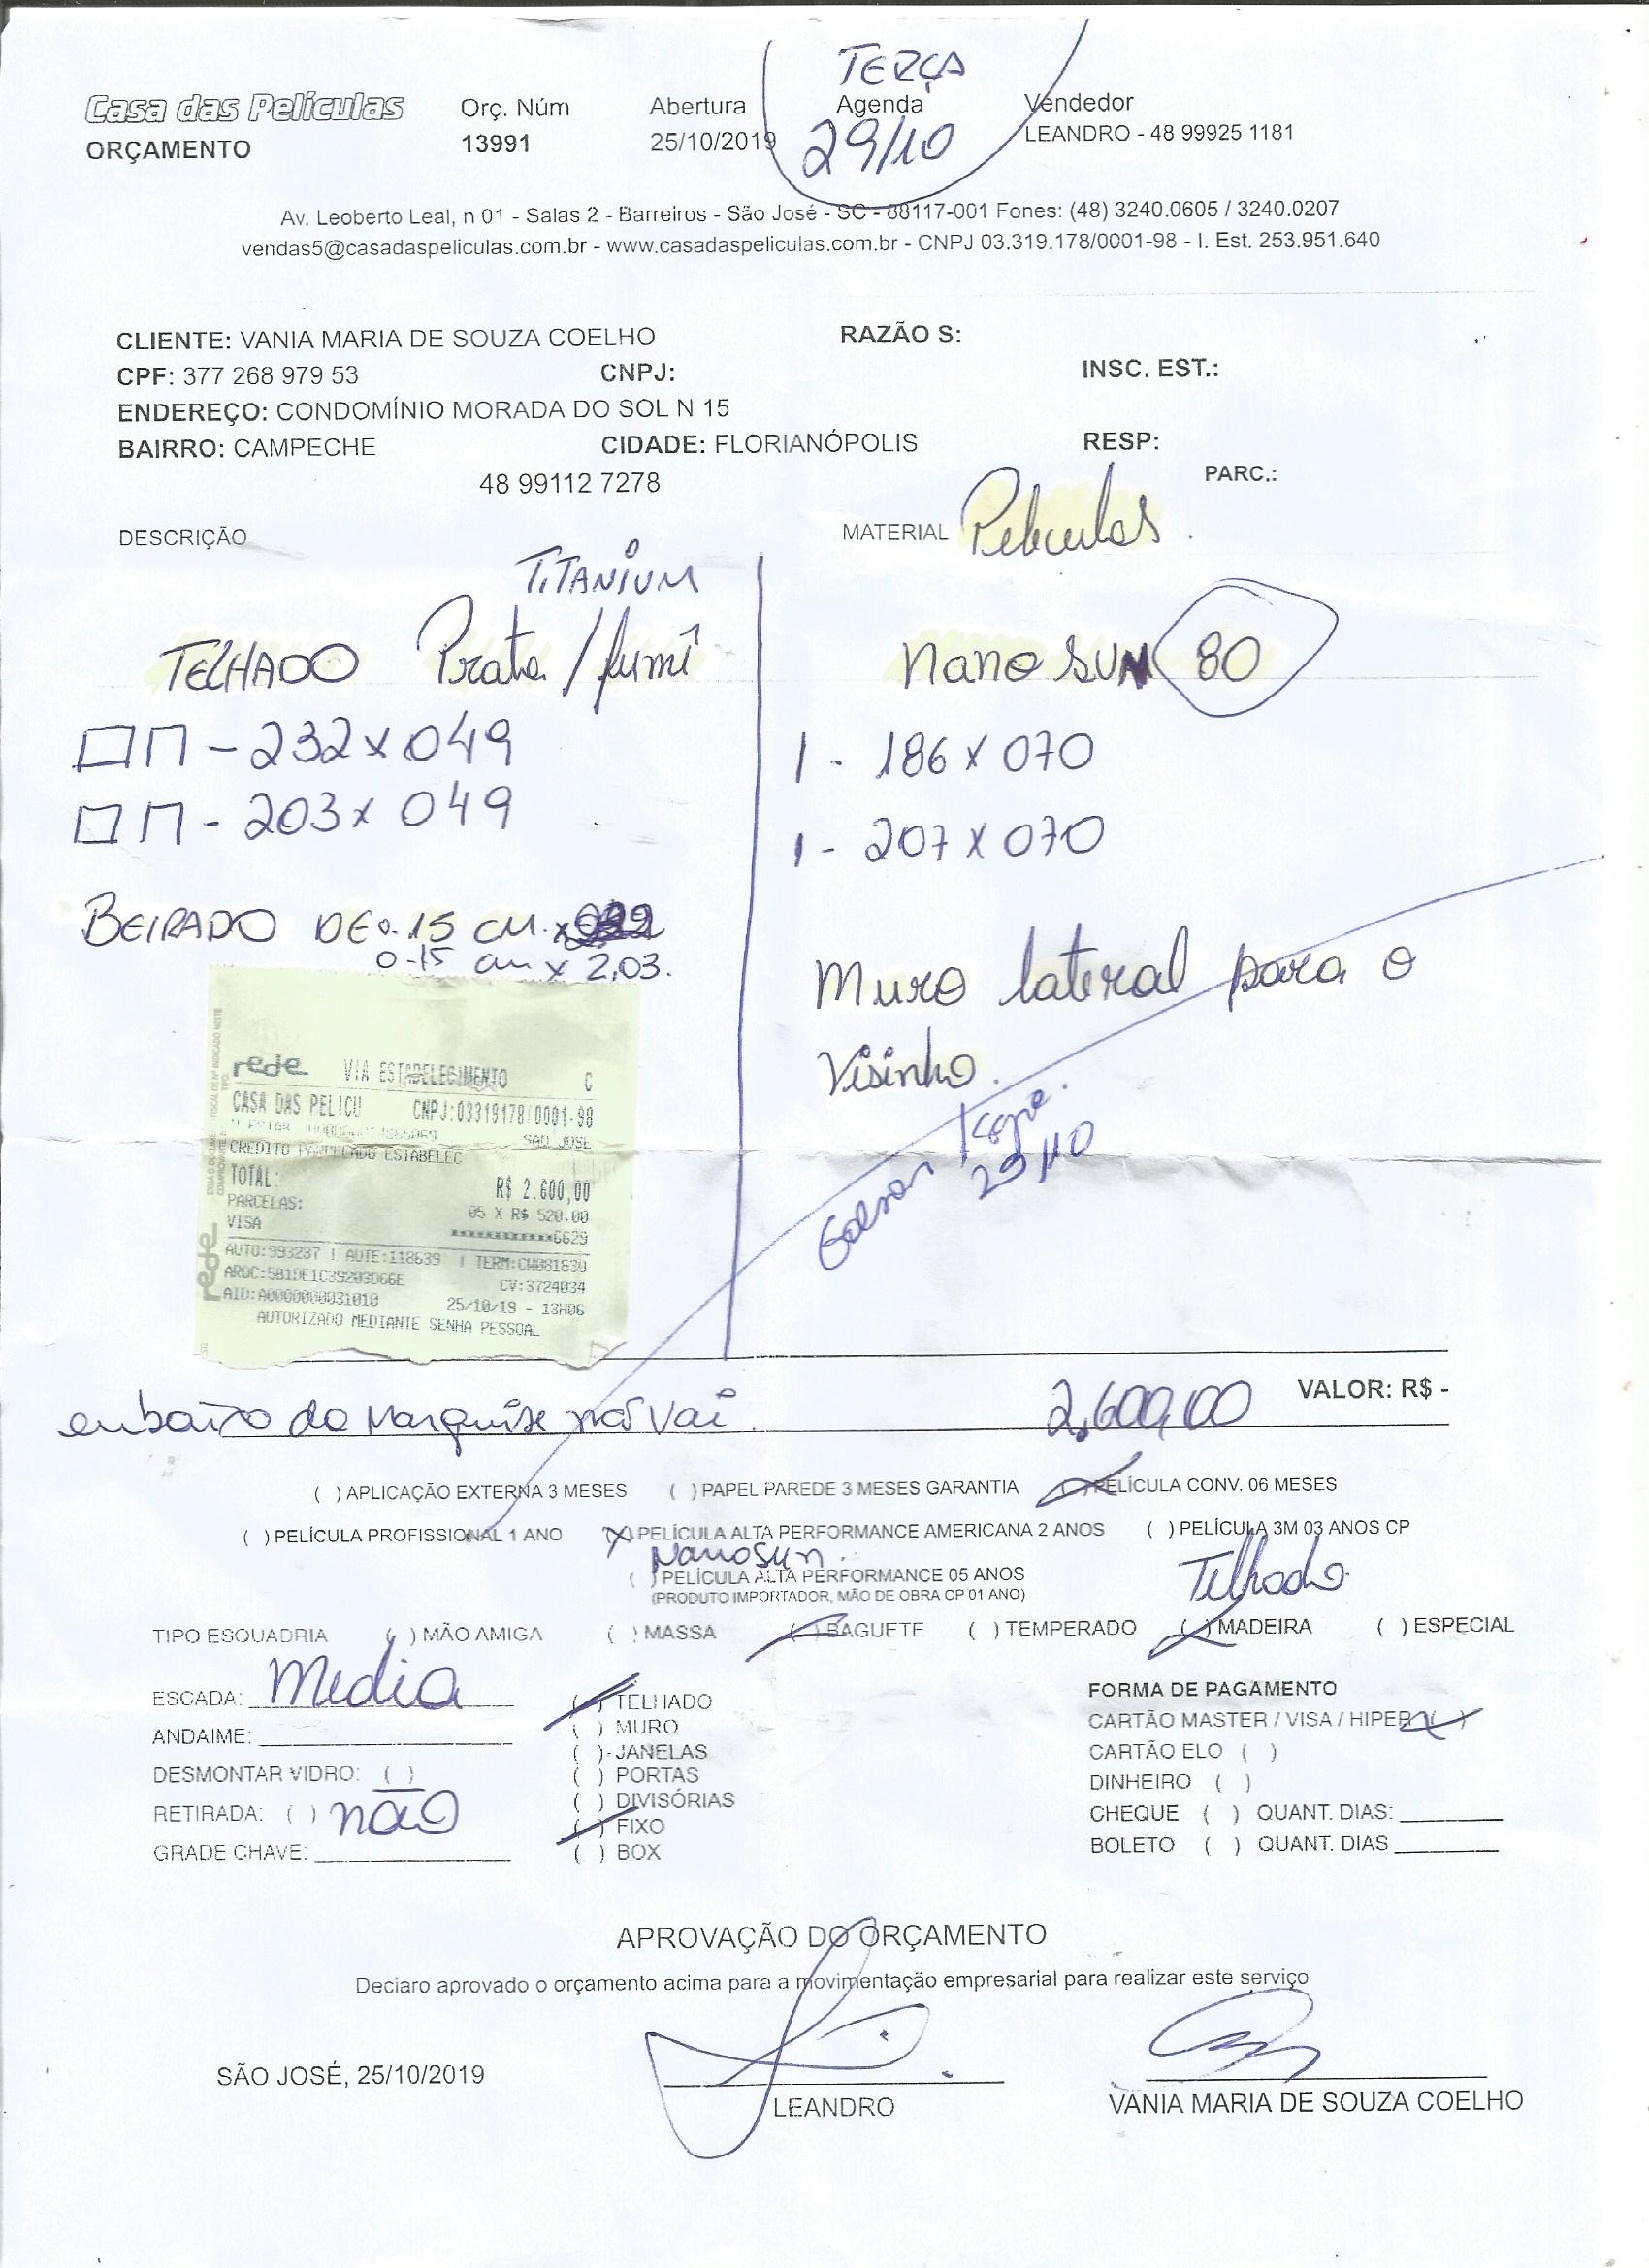 TERÇA
Casa das Películas
Orç. Núm
Abertura
Agenda
Vendedor
ORÇAMENTO
13991
25/10/2019
29/10
LEANDRO - 48 99925 1181
Av. Leoberto Leal, n 01 - Salas 2 - Barreiros - São José - SC - 88117-001 Fones: (48) 3240.0605 / 3240.0207
vendas5@casadaspeliculas.com.br - www.casadaspeliculas.com.br - CNPJ 03.319.178/0001-98 - I. Est. 253.951.640
CLIENTE: VANIA MARIA DE SOUZA COELHO
RAZÃO S:
CPF: 377 268 979 53
CNPJ:
INSC. EST.:
ENDEREÇO: CONDOMÍNIO MORADA DO SOL N 15
BAIRRO: CAMPECHE
CIDADE: FLORIANÓPOLIS
RESP:
48 99112 7278
PARC.:
DESCRIÇÃO
MATERIAL Peliculas
TITANIUM
TELHADO Prata/fumê
- 232 x 049
- 203 x 049
BEIRADO DE 0.15 CM.
0-15 cm x 2,03.
nano SUN 80
1 - 186 x 070
1 - 207 x 070
Muro lateral para o
Visinho.
29/10
rede VIA ESTABELECIMENTO C
CASA DAS PELICU CNPJ:03319178/0001-98
SAO JOSE
CREDITO PARCELADO ESTABELEC
TOTAL: R$ 2.600,00
PARCELAS: 05 X R$ 520.00
VISA ************6629
AUTO:993237 | AUTE:118639 | TERM:CW081630
CV:3724034
AID:A0000000031010 25/10/19 - 13H06
AUTORIZADO MEDIANTE SENHA PESSOAL
rede
embaixo da Marquise não vai.
2.600,00 VALOR: R$ -
( ) APLICAÇÃO EXTERNA 3 MESES ( ) PAPEL PAREDE 3 MESES GARANTIA ( ) PELÍCULA CONV. 06 MESES
( ) PELÍCULA PROFISSIONAL 1 ANO (X) PELÍCULA ALTA PERFORMANCE AMERICANA 2 ANOS ( ) PELÍCULA 3M 03 ANOS CP
NanoSun.
( ) PELÍCULA ALTA PERFORMANCE 05 ANOS
(PRODUTO IMPORTADOR, MÃO DE OBRA CP 01 ANO)
Telhado
TIPO ESQUADRIA ( ) MÃO AMIGA ( ) MASSA ( ) BAGUETE ( ) TEMPERADO ( ) MADEIRA ( ) ESPECIAL
ESCADA: Media
ANDAIME:
DESMONTAR VIDRO: ( )
RETIRADA: ( ) não
GRADE CHAVE:
( ) TELHADO
( ) MURO
( ) JANELAS
( ) PORTAS
( ) DIVISÓRIAS
( ) FIXO
( ) BOX
FORMA DE PAGAMENTO
CARTÃO MASTER / VISA / HIPER ( )
CARTÃO ELO ( )
DINHEIRO ( )
CHEQUE ( ) QUANT. DIAS:
BOLETO ( ) QUANT. DIAS
APROVAÇÃO DO ORÇAMENTO
Declaro aprovado o orçamento acima para a movimentação empresarial para realizar este serviço
SÃO JOSÉ, 25/10/2019
LEANDRO
VANIA MARIA DE SOUZA COELHO